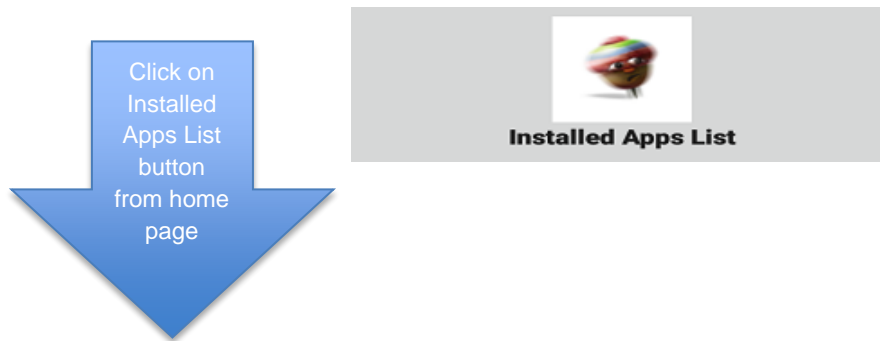 Click on
Installed
Apps List
button
from home
page
Installed Apps List